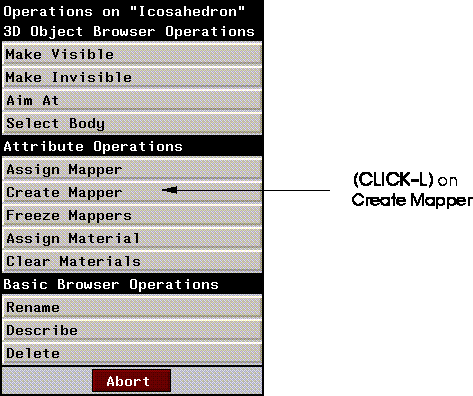 Operations on "Icosahedron"
3D Object Browser Operations
Make Visible
Make Invisible
Aim At
Select Body
Attribute Operations
Assign Mapper
Create Mapper
Freeze Mappers
Assign Material
Clear Materials
Basic Browser Operations
Rename
Describe
Delete
Abort
(CLICK-L) on
Create Mapper